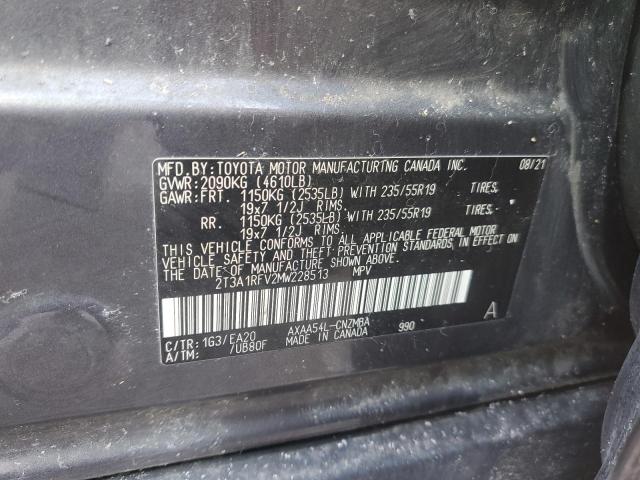 MFD.BY:TOYOTA MOTOR MANUFACTURTNG CANADA INC. 08/21
GVWR:2090KG (4610LB)
GAWR:FRT. 1150KG (2535LB) WITH 235/55R19 TIRES,
19x7 1/2J RIMS.
RR. 1150KG (2535LB) WITH 235/55R19 TIRES,
19x7 1/2J RIMS.
THIS VEHICLE CONFORMS TO ALL APPLICABLE FEDERAL MOTOR
VEHICLE SAFETY AND THEFT PREVENTION STANDARDS IN EFFECT ON
THE DATE OF MANUFACTURE SHOWN ABOVE.
2T3A1RFV2MW228513 MPV
A
C/TR: 1G3/EA20 AXAA54L-CNZMBA 990
A/TM: /UB80F MADE IN CANADA